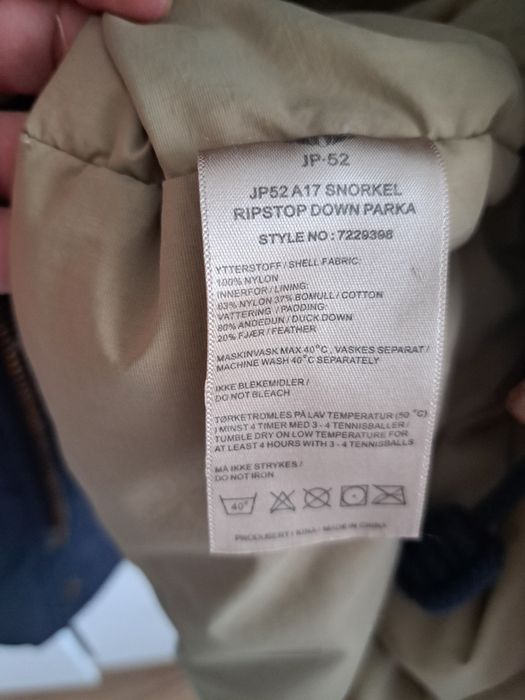 JP-52
JP52 A17 SNORKEL
RIPSTOP DOWN PARKA
STYLE NO : 7229398
YTTERSTOFF / SHELL FABRIC:
100% NYLON
INNERFOR / LINING:
63% NYLON 37% BOMULL / COTTON
VATTERING / PADDING:
80% ANDEDUN / DUCK DOWN
20% FJÆR / FEATHER
MASKINVASK MAX 40°C, VASKES SEPARAT /
MACHINE WASH 40°C SEPARATELY
IKKE BLEKEMIDLER /
DO NOT BLEACH
TØRKETROMLES PÅ LAV TEMPERATUR (50 °C)
I MINST 4 TIMER MED 3 - 4 TENNISBALLER /
TUMBLE DRY ON LOW TEMPERATURE FOR
AT LEAST 4 HOURS WITH 3 - 4 TENNISBALLS
MÅ IKKE STRYKES /
DO NOT IRON
40°
PRODUSERT I KINA / MADE IN CHINA